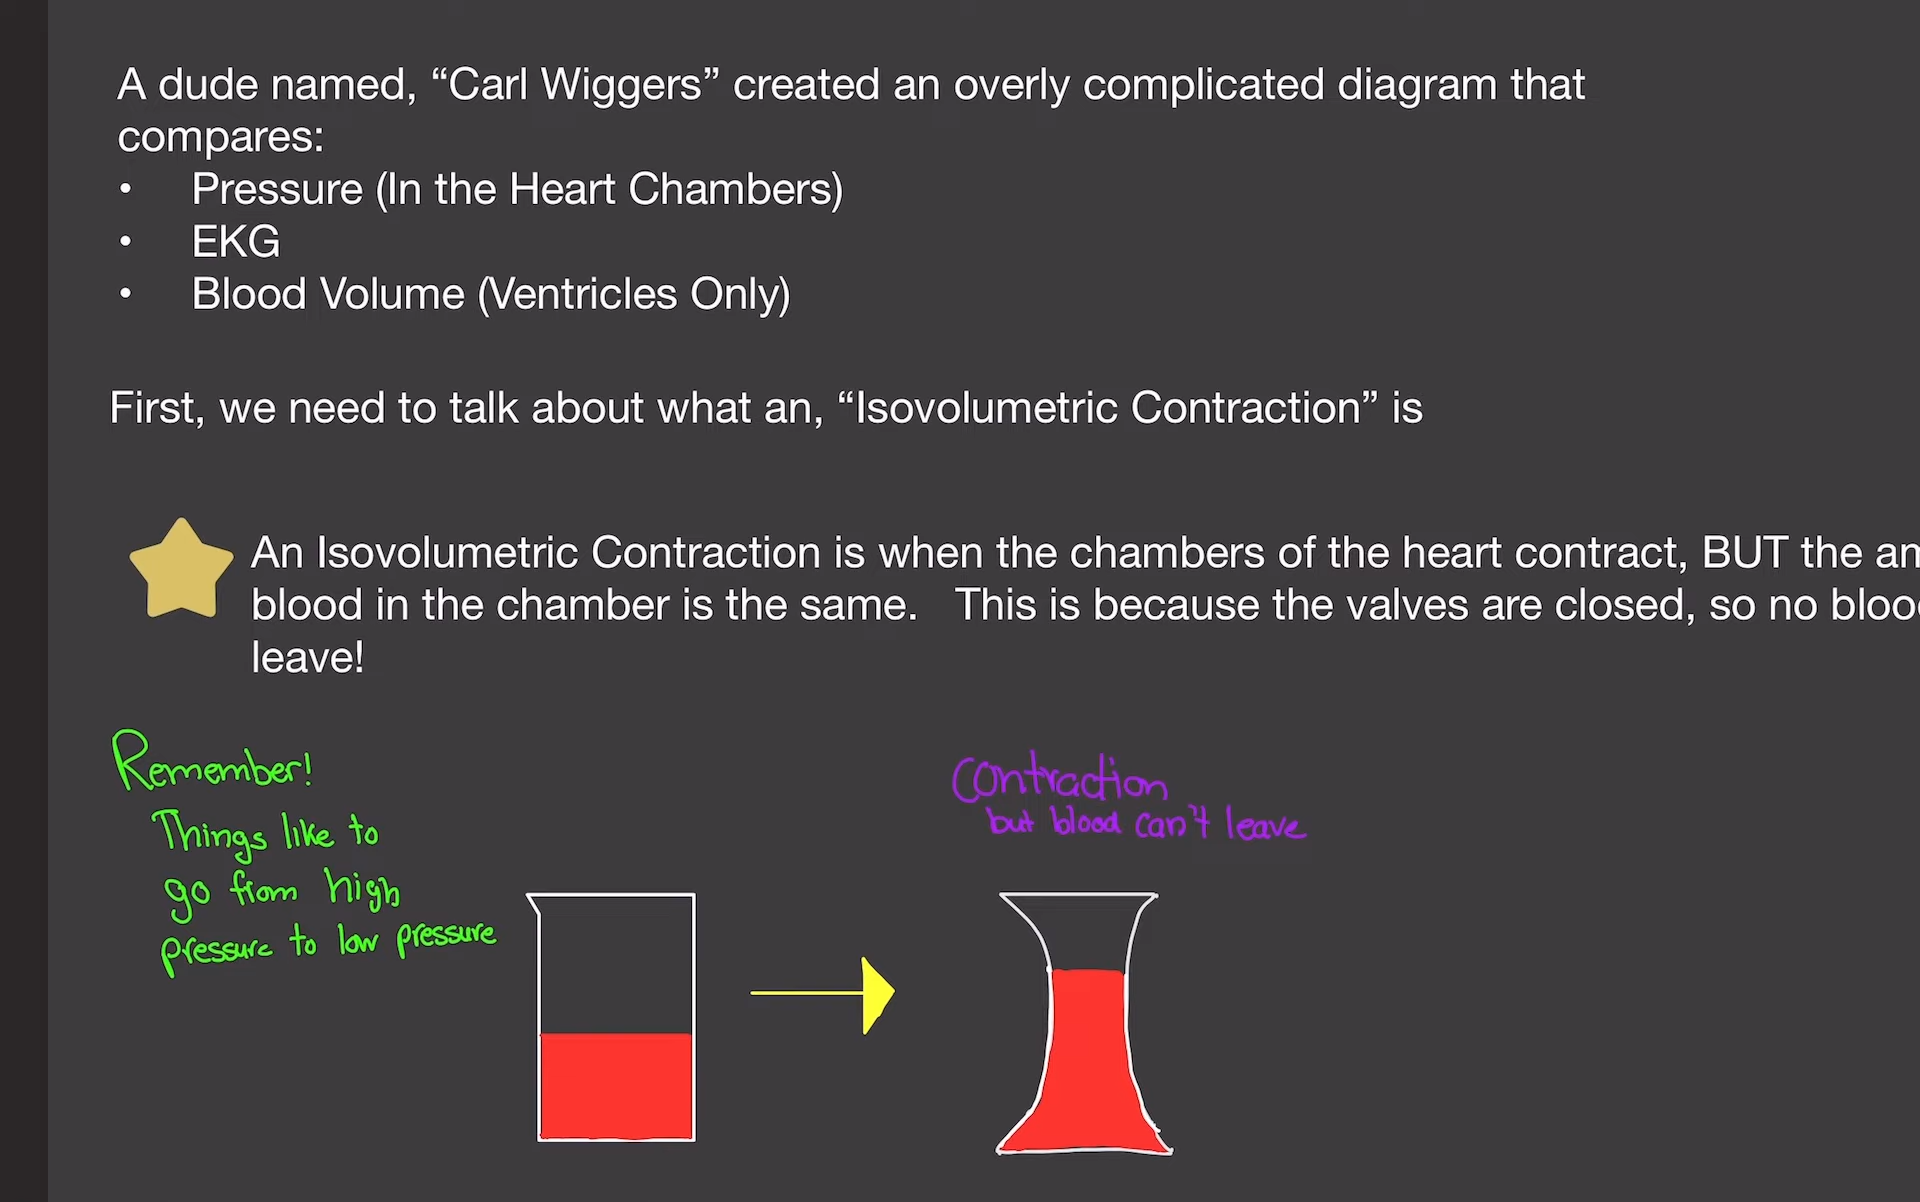 A dude named, “Carl Wiggers” created an overly complicated diagram that
compares:
• Pressure (In the Heart Chambers)
• EKG
• Blood Volume (Ventricles Only)
First, we need to talk about what an, “Isovolumetric Contraction” is
An Isovolumetric Contraction is when the chambers of the heart contract, BUT the
blood in the chamber is the same. This is because the valves are closed, so no
leave!
Remember!
Things like to
go from high
pressure to low pressure
Contraction
but blood can't leave